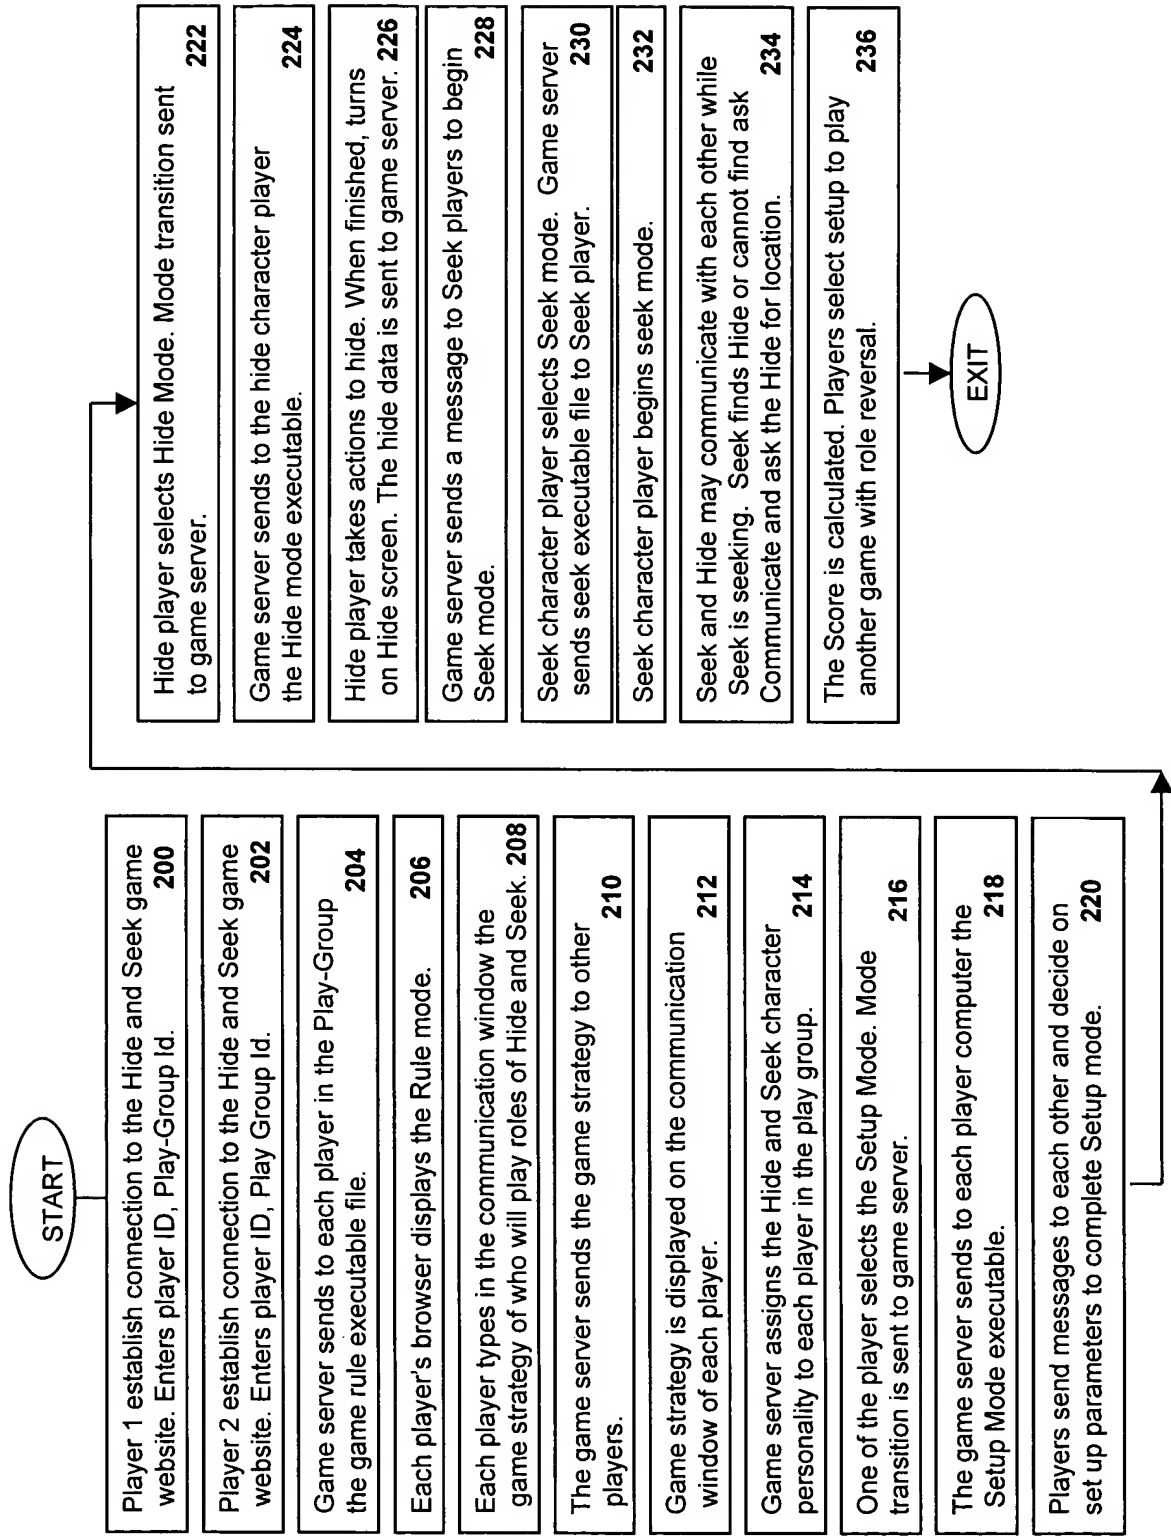 START
Player 1 establish connection to the Hide and Seek game
website. Enters player ID, Play-Group Id. 200
Player 2 establish connection to the Hide and Seek game
website. Enters player ID, Play Group Id. 202
Game server sends to each player in the Play-Group
the game rule executable file. 204
Each player's browser displays the Rule mode. 206
Each player types in the communication window the
game strategy of who will play roles of Hide and Seek. 208
The game server sends the game strategy to other
players. 210
Game strategy is displayed on the communication
window of each player. 212
Game server assigns the Hide and Seek character
personality to each player in the play group. 214
One of the player selects the Setup Mode. Mode
transition is sent to game server. 216
The game server sends to each player computer the
Setup Mode executable. 218
Players send messages to each other and decide on
set up parameters to complete Setup mode. 220
Hide player selects Hide Mode. Mode transition sent
to game server. 222
Game server sends to the hide character player
the Hide mode executable. 224
Hide player takes actions to hide. When finished, turns
on Hide screen. The hide data is sent to game server. 226
Game server sends a message to Seek players to begin
Seek mode. 228
Seek character player selects Seek mode. Game server
sends seek executable file to Seek player. 230
Seek character player begins seek mode. 232
Seek and Hide may communicate with each other while
Seek is seeking. Seek finds Hide or cannot find ask
Communicate and ask the Hide for location. 234
The Score is calculated. Players select setup to play
another game with role reversal. 236
EXIT